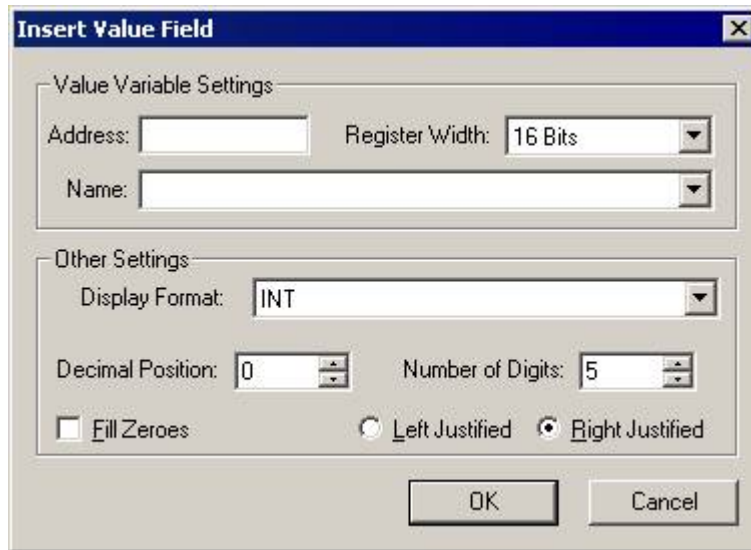 Insert Value Field
Value Variable Settings
Address: Register Width: 16 Bits
Name:
Other Settings
Display Format: INT
Decimal Position: 0 Number of Digits: 5
Fill Zeroes Left Justified Right Justified
OK Cancel